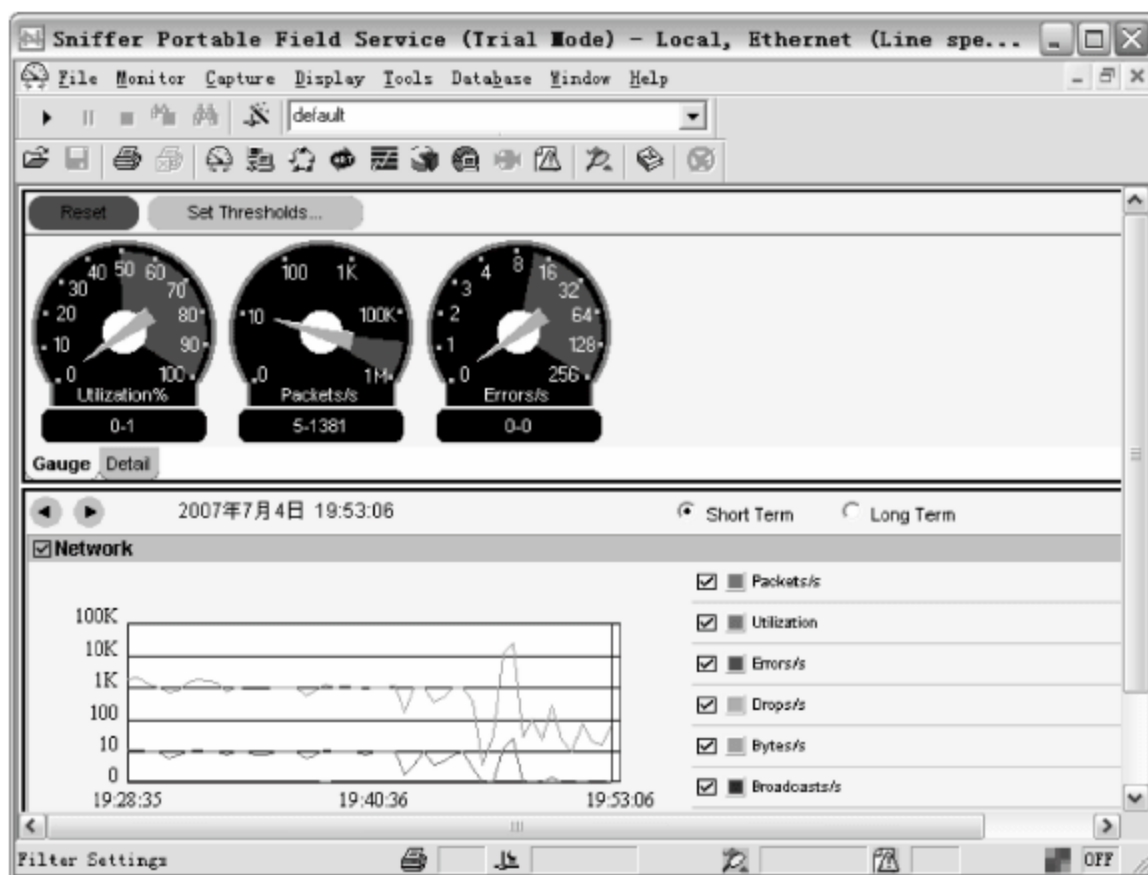 Sniffer Portable Field Service (Trial Mode) - Local, Ethernet (Line spe...
File Monitor Capture Display Tools Database Window Help
default
Reset Set Thresholds...
0 10 20 30 40 50 60 70 80 90 100
Utilization%
0-1
0 10 100 1K 100K 1M
Packets/s
5-1381
0 1 2 3 4 8 16 32 64 128 256
Errors/s
0-0
Gauge Detail
2007年7月4日 19:53:06 Short Term Long Term
Network
100K
10K
1K
100
10
0
19:28:35 19:40:36 19:53:06
Packets/s
Utilization
Errors/s
Drops/s
Bytes/s
Broadcasts/s
Filter Settings OFF